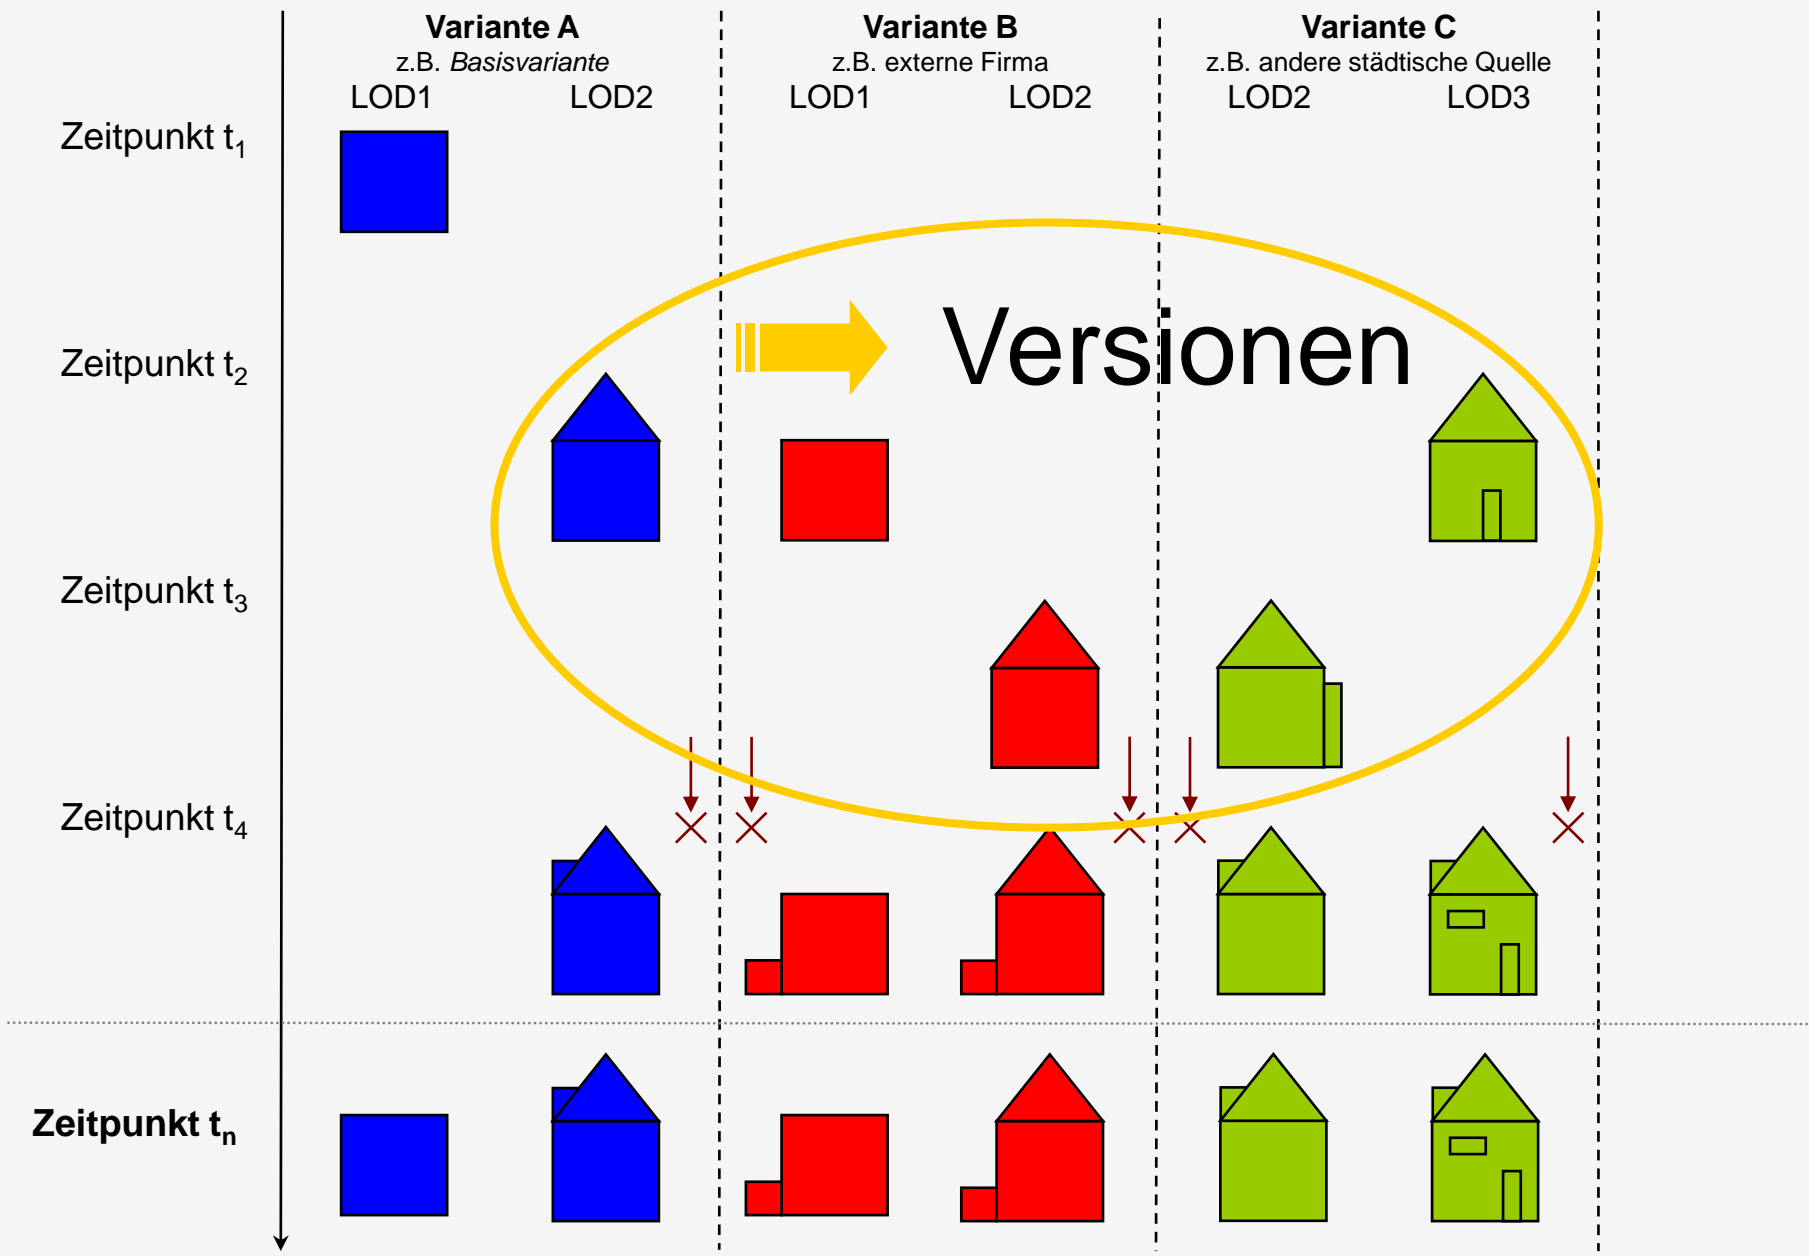 Variante A
z.B. Basisvariante
LOD1 LOD2
Variante B
z.B. externe Firma
LOD1 LOD2
Variante C
z.B. andere städtische Quelle
LOD2 LOD3
Zeitpunkt t1
Zeitpunkt t2
Versionen
Zeitpunkt t3
Zeitpunkt t4
Zeitpunkt tn